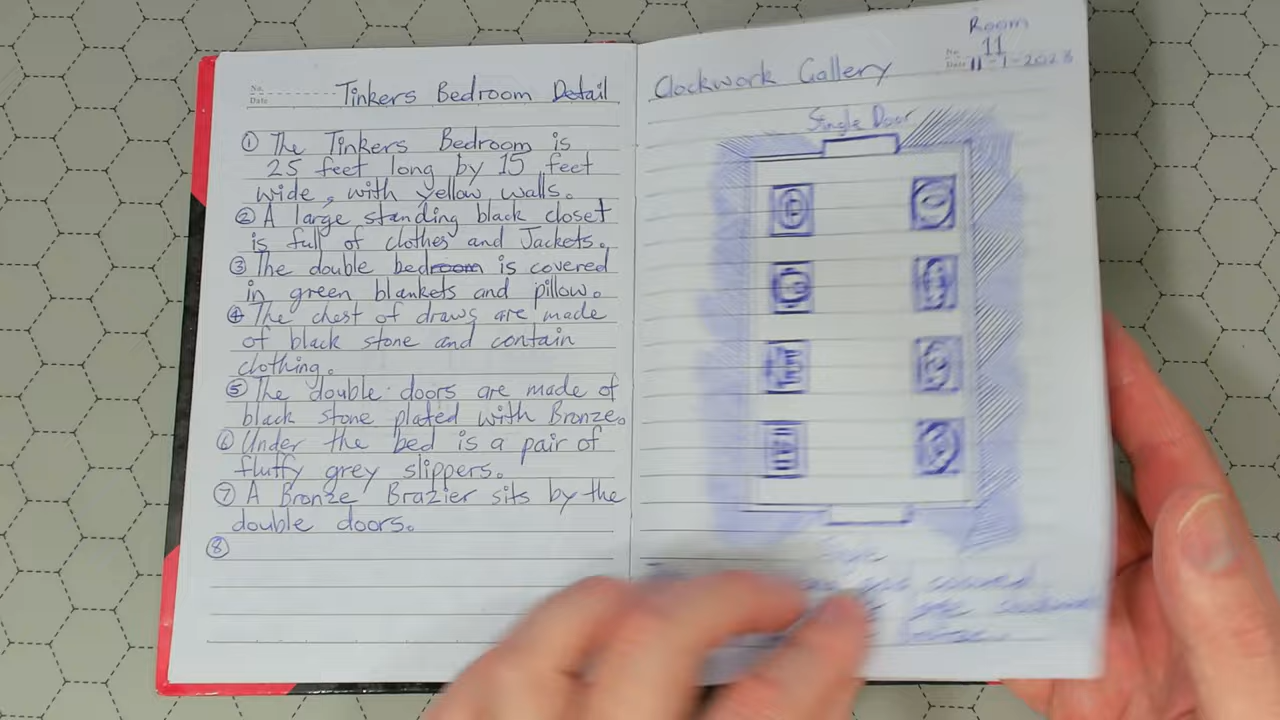 No.
Date
Tinkers Bedroom Detail
① The Tinkers Bedroom is
25 feet long by 15 feet
wide, with yellow walls.
② A large standing black closet
is full of clothes and Jackets.
③ The double bedroom is covered
in green blankets and pillow.
④ The chest of draws are made
of black stone and contain
clothing.
⑤ The double doors are made of
black stone plated with Bronze.
⑥ Under the bed is a pair of
fluffy grey slippers.
⑦ A Bronze Brazier sits by the
double doors.
⑧
Room
No. 11
Date 11-1-2023
Clockwork Gallery
Single Door